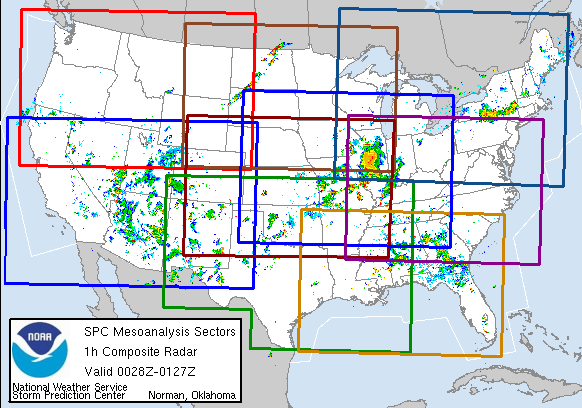 NOAA
SPC Mesoanalysis Sectors
1h Composite Radar
Valid 0028Z-0127Z
National Weather Service
Storm Prediction Center Norman, Oklahoma